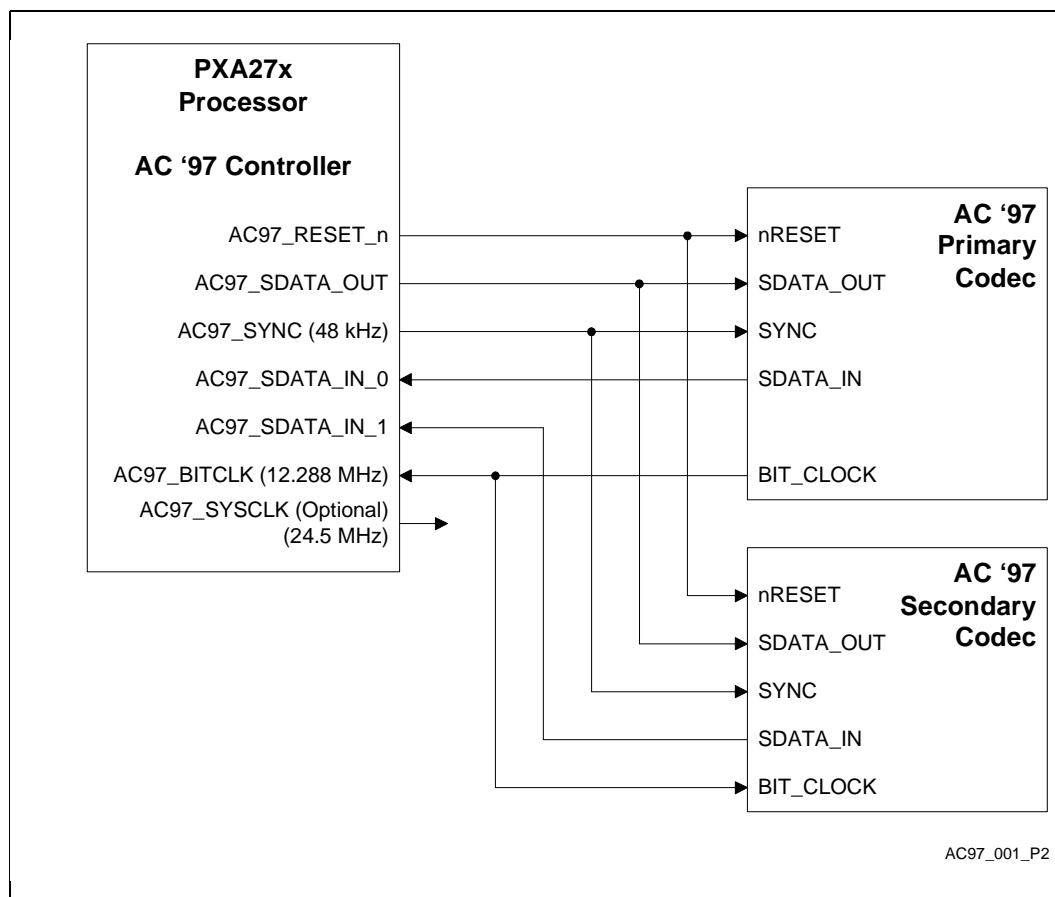 PXA27x
Processor
AC ‘97 Controller
AC97_RESET_n
AC97_SDATA_OUT
AC97_SYNC (48 kHz)
AC97_SDATA_IN_0
AC97_SDATA_IN_1
AC97_BITCLK (12.288 MHz)
AC97_SYSCLK (Optional)
(24.5 MHz)
AC ‘97
Primary
Codec
nRESET
SDATA_OUT
SYNC
SDATA_IN
BIT_CLOCK
AC ‘97
Secondary
Codec
nRESET
SDATA_OUT
SYNC
SDATA_IN
BIT_CLOCK
AC97_001_P2